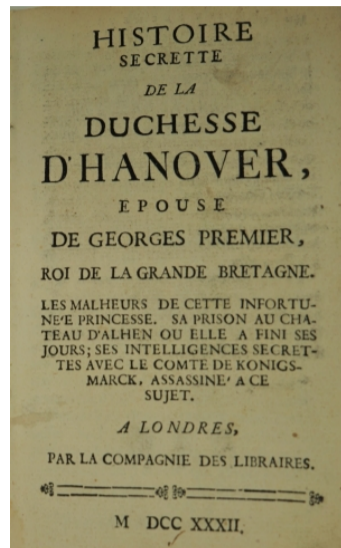 HISTOIRE
SECRETTE
DE LA
DUCHESSE
D'HANOVER,
EPOUSE
DE GEORGES PREMIER,
ROI DE LA GRANDE BRETAGNE.
LES MALHEURS DE CETTE INFORTU-
NE'E PRINCESSE. SA PRISON AU CHA-
TEAU D'ALHEN OU ELLE A FINI SES
JOURS; SES INTELLIGENCES SECRET-
TES AVEC LE COMTE DE KONIGS-
MARCK, ASSASSINE' A CE
SUJET.
A LONDRES,
PAR LA COMPAGNIE DES LIBRAIRES.
M DCC XXXII.